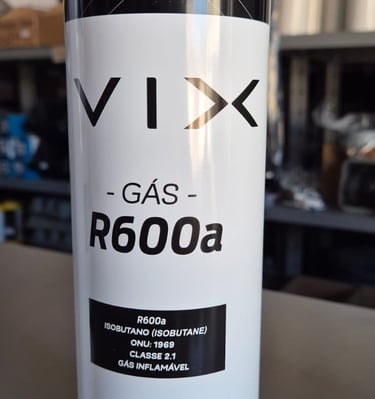 VIX
- GÁS -
R600a
R600a
ISOBUTANO (ISOBUTANE)
ONU: 1969
CLASSE 2.1
GÁS INFLAMÁVEL